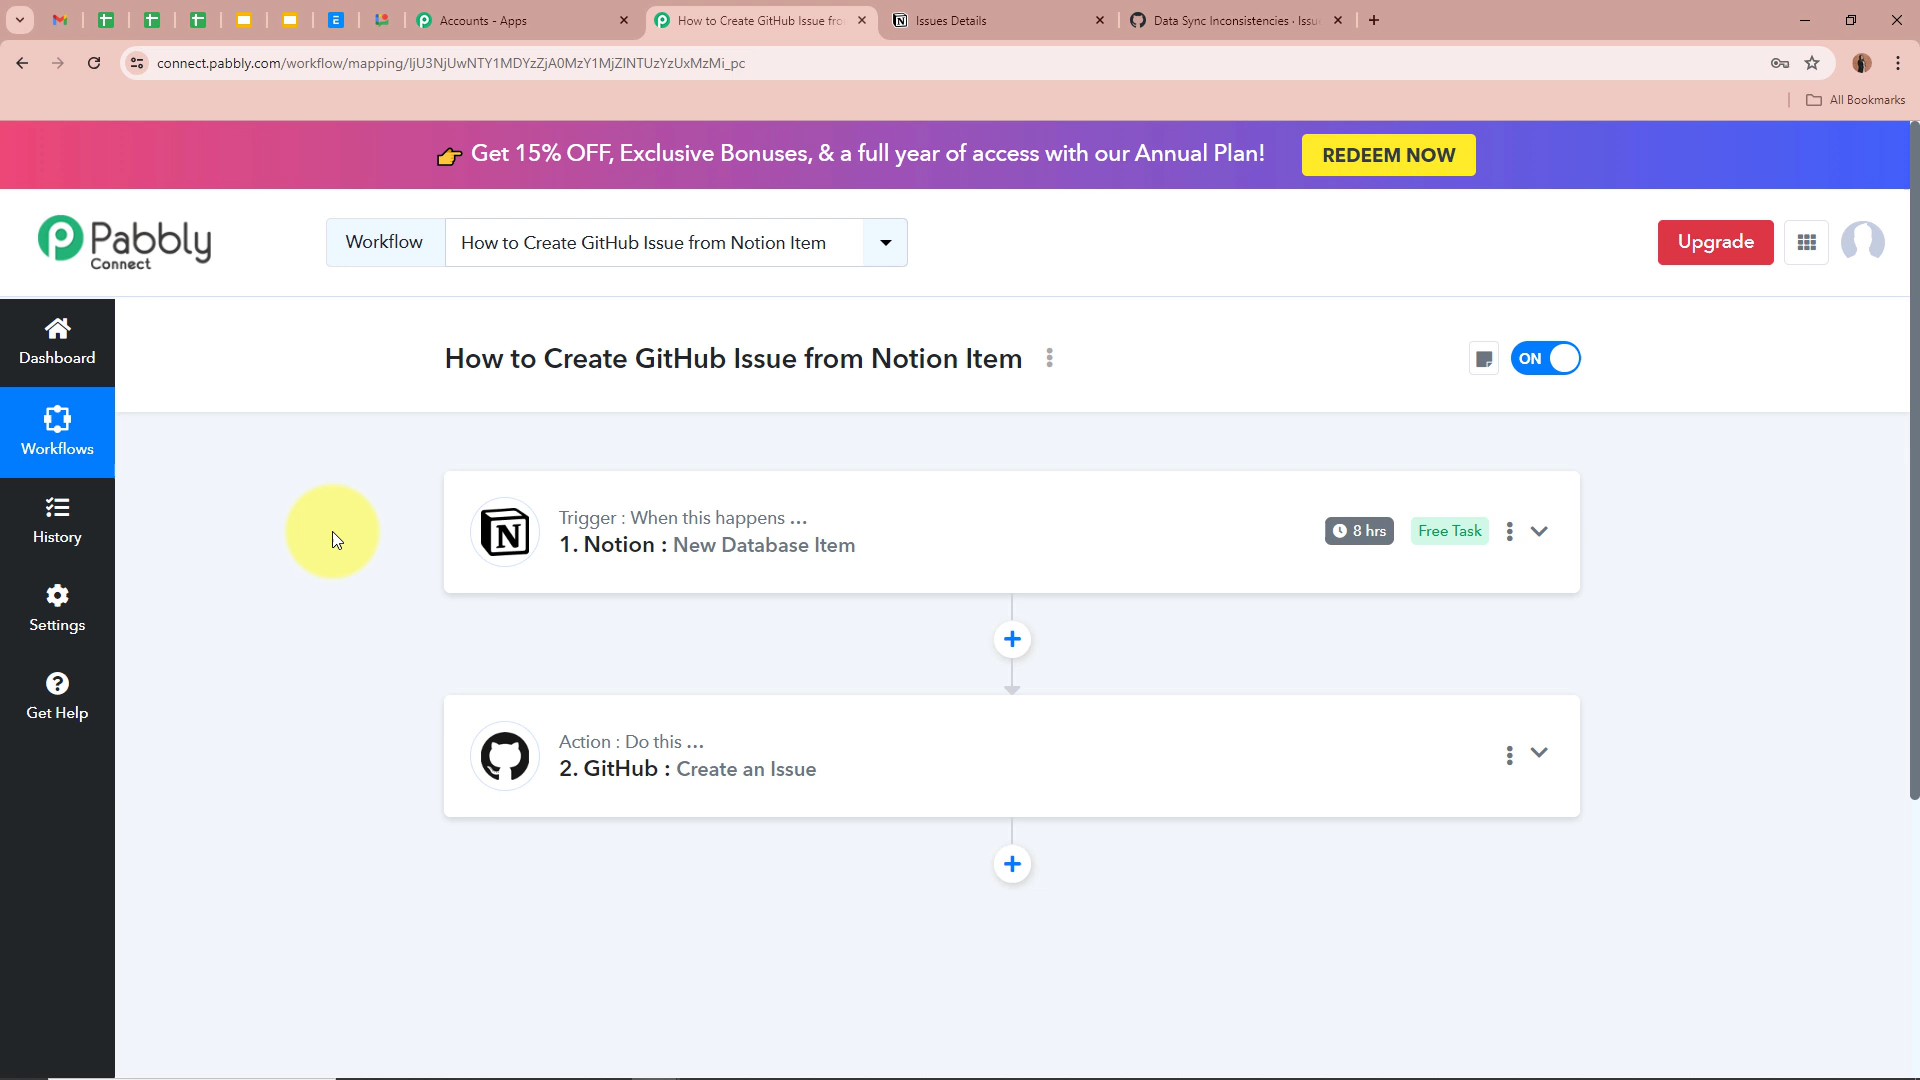 Accounts - Apps
How to Create GitHub Issue fro
Issues Details
Data Sync Inconsistencies · Issu
connect.pabbly.com/workflow/mapping/IjU3NjUwNTY1MDYzZjA0MzY1MjZlNTUzYzUxMzMi_pc
All Bookmarks
👉 Get 15% OFF, Exclusive Bonuses, & a full year of access with our Annual Plan!
REDEEM NOW
Pabbly
Connect
Workflow
How to Create GitHub Issue from Notion Item
Upgrade
Dashboard
Workflows
History
Settings
Get Help
How to Create GitHub Issue from Notion Item
ON
Trigger : When this happens ...
1. Notion : New Database Item
8 hrs
Free Task
Action : Do this ...
2. GitHub : Create an Issue